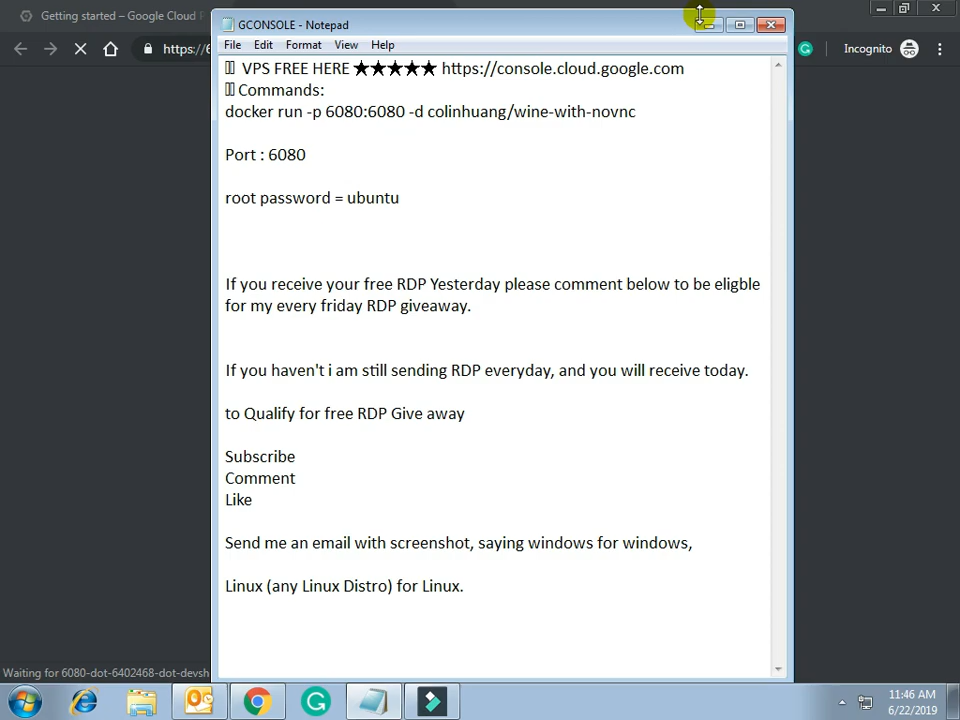 Getting started – Google Cloud P
GCONSOLE - Notepad
https://6
Incognito
File Edit Format View Help
VPS FREE HERE ★★★★★ https://console.cloud.google.com
Commands:
docker run -p 6080:6080 -d colinhuang/wine-with-novnc
Port : 6080
root password = ubuntu
If you receive your free RDP Yesterday please comment below to be eligble
for my every friday RDP giveaway.
If you haven't i am still sending RDP everyday, and you will receive today.
to Qualify for free RDP Give away
Subscribe
Comment
Like
Send me an email with screenshot, saying windows for windows,
Linux (any Linux Distro) for Linux.
Waiting for 6080-dot-6402468-dot-devsh
11:46 AM
6/22/2019